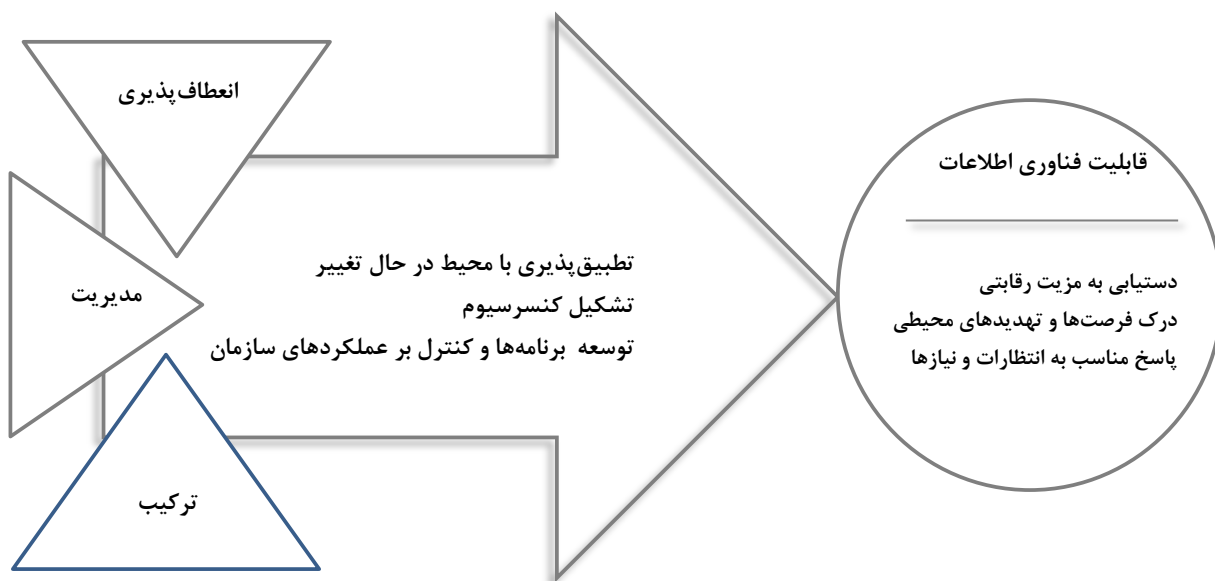 انعطاف‌پذیری
مدیریت
ترکیب
تطبیق‌پذیری با محیط در حال تغییر
تشکیل کنسرسیوم
توسعه برنامه‌ها و کنترل بر عملکردهای سازمان
قابلیت فناوری اطلاعات
دستیابی به مزیت رقابتی
درک فرصت‌ها و تهدیدهای محیطی
پاسخ مناسب به انتظارات و نیازها